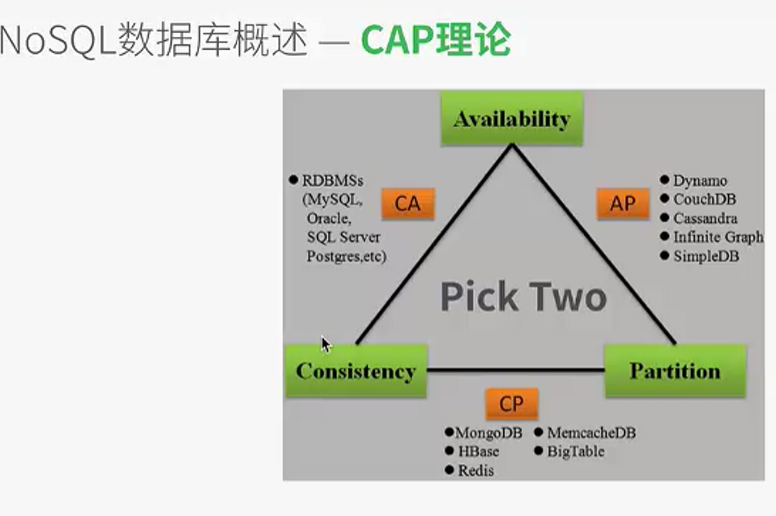 NoSQL数据库概述 — CAP理论
Availability
● RDBMSs
(MySQL,
Oracle,
SQL Server
Postgres,etc)
CA
AP
● Dynamo
● CouchDB
● Cassandra
● Infinite Graph
● SimpleDB
Pick Two
Consistency
Partition
CP
●MongoDB ● MemcacheDB
● HBase ● BigTable
● Redis